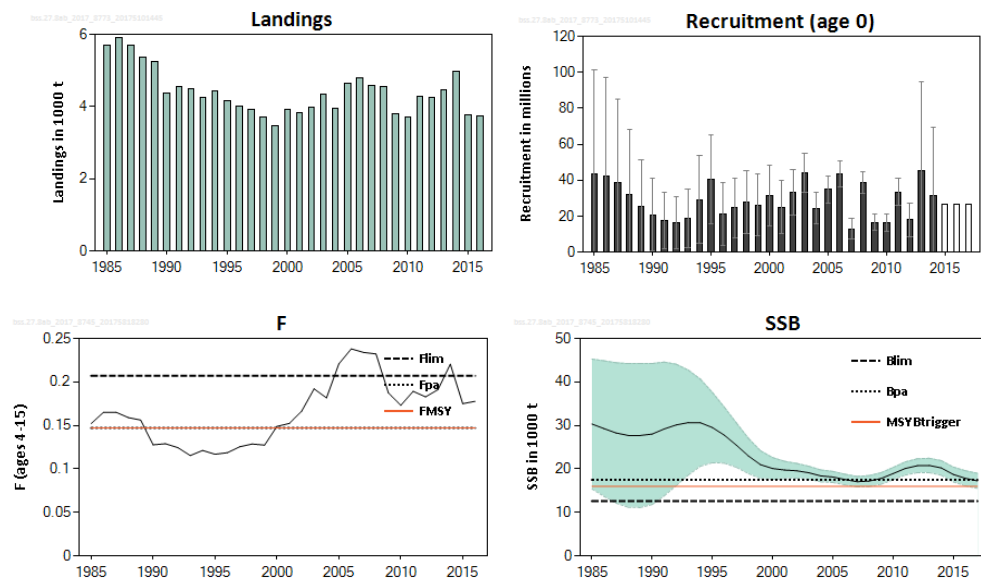 Landings
6
4
2
0
Landings in 1000 t
1985 1990 1995 2000 2005 2010 2015
Recruitment (age 0)
120
100
80
60
40
20
0
Recruitment in millions
1985 1990 1995 2000 2005 2010 2015
F
0.25
0.2
0.15
0.1
0.05
0
F (ages 4-15)
Flim
Fpa
FMSY
1985 1990 1995 2000 2005 2010 2015
SSB
50
40
30
20
10
0
SSB in 1000 t
Blim
Bpa
MSYBtrigger
1985 1990 1995 2000 2005 2010 2015